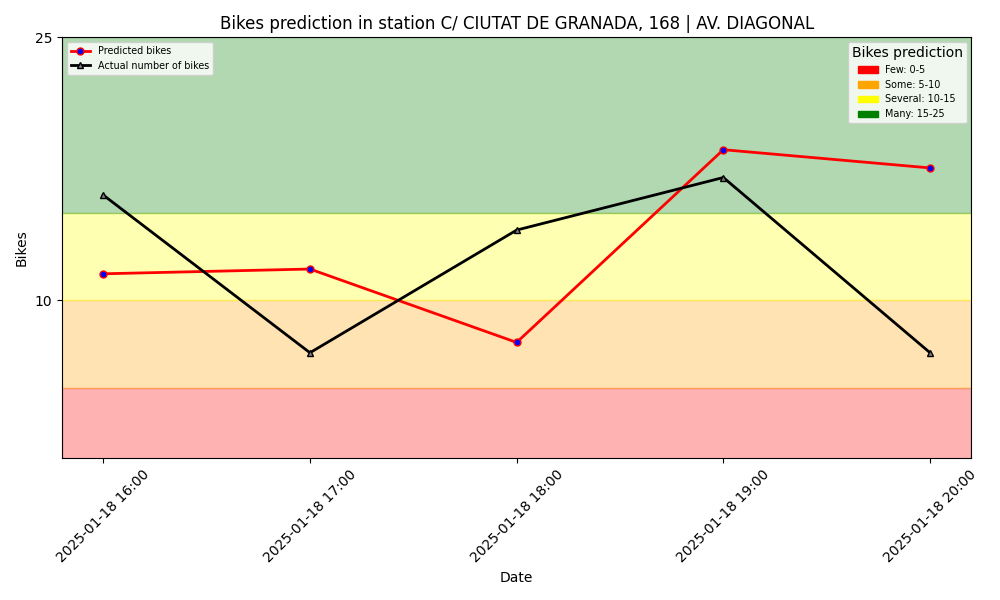 Bikes prediction in station C/ CIUTAT DE GRANADA, 168 | AV. DIAGONAL
25
10
Bikes
Predicted bikes
Actual number of bikes
Bikes prediction
Few: 0-5
Some: 5-10
Several: 10-15
Many: 15-25
2025-01-18 16:00
2025-01-18 17:00
2025-01-18 18:00
2025-01-18 19:00
2025-01-18 20:00
Date